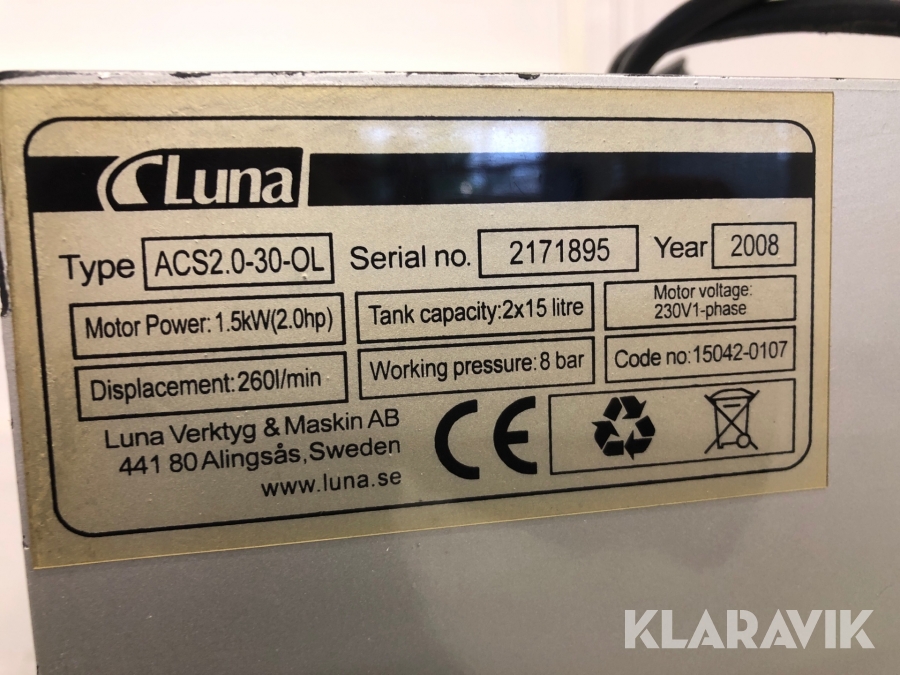 Luna
Type ACS2.0-30-OL Serial no. 2171895 Year 2008
Motor Power: 1.5kW(2.0hp) Tank capacity:2x15 litre Motor voltage: 230V1-phase
Displacement: 260l/min Working pressure: 8 bar Code no: 15042-0107
Luna Verktyg & Maskin AB
441 80 Alingsås, Sweden
www.luna.se
CE
KLARAVIK